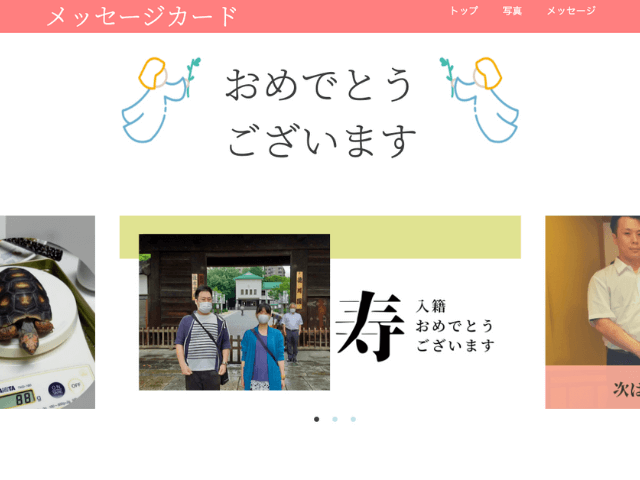 メッセージカード
トップ
写真
メッセージ
おめでとう
ございます
寿
入籍
おめでとう
ございます
TANITA
88 g
OFF
次は